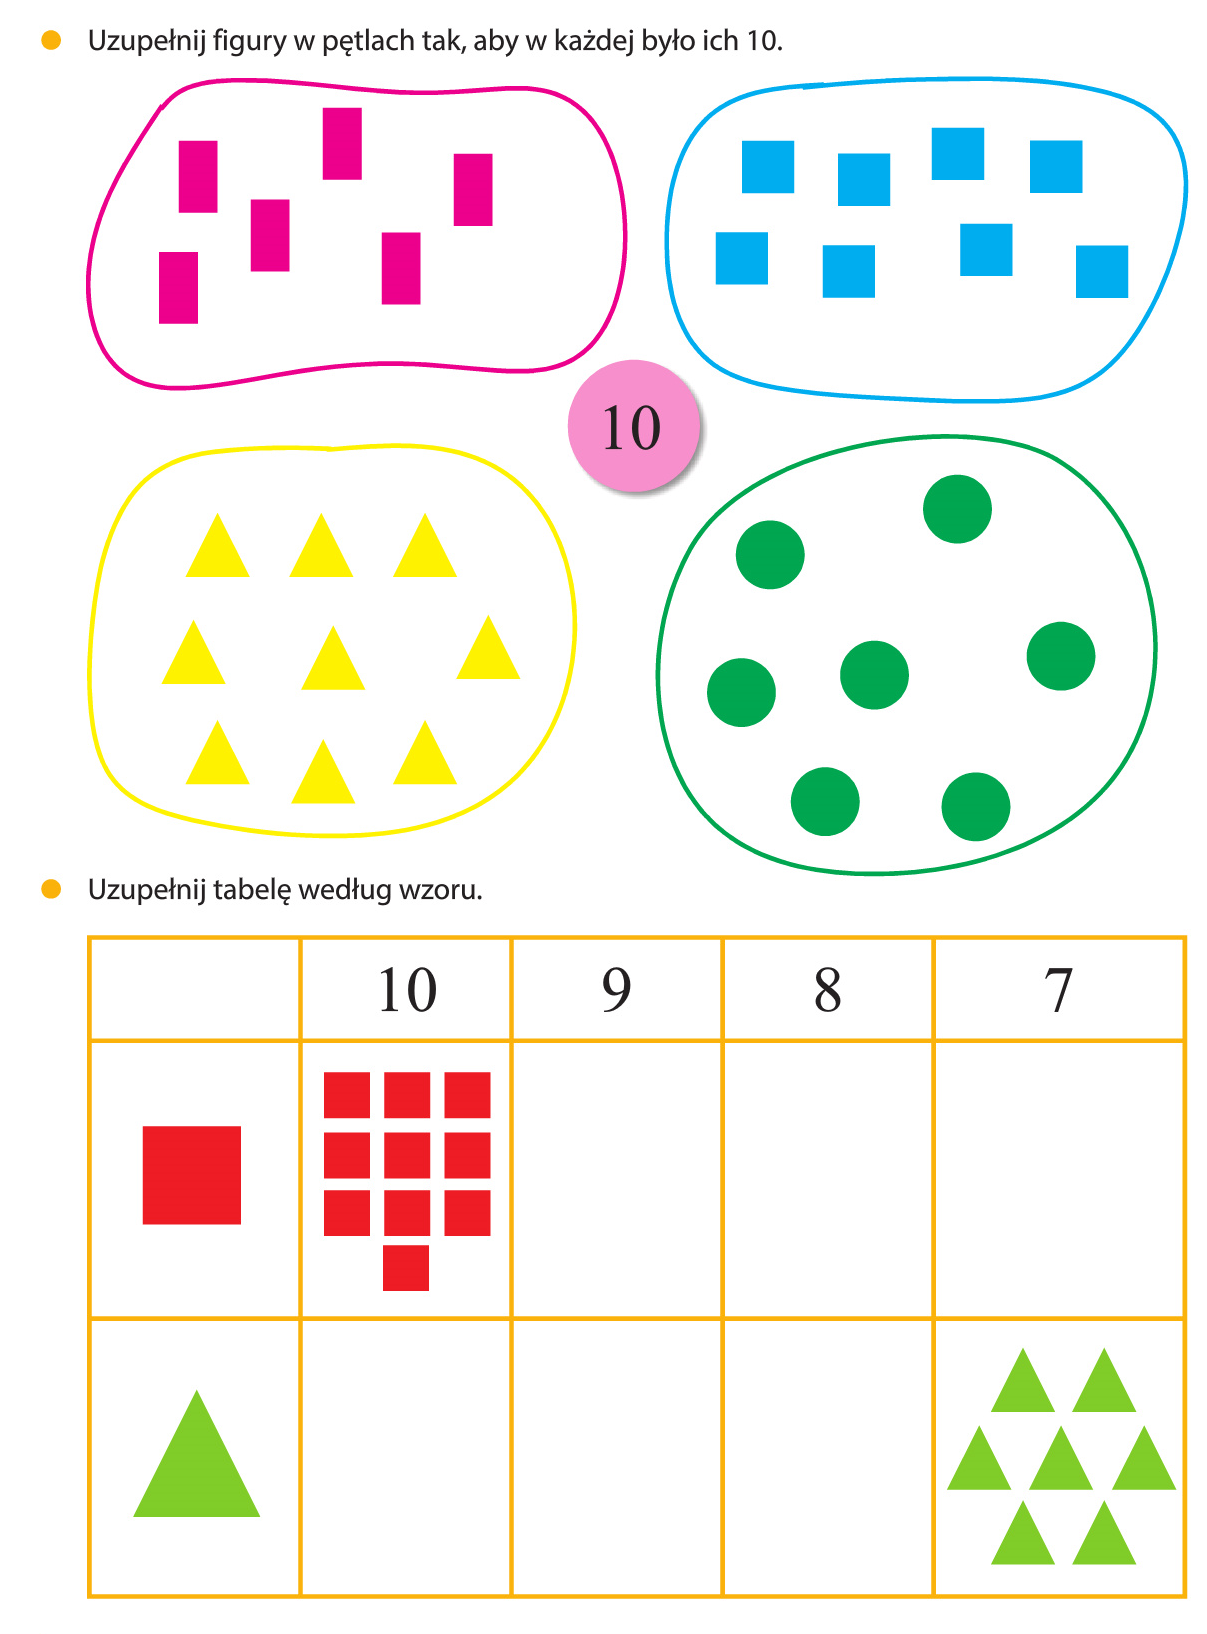 Uzupełnij figury w pętlach tak, aby w każdej było ich 10.
10
Uzupełnij tabelę według wzoru.
10 9 8 7